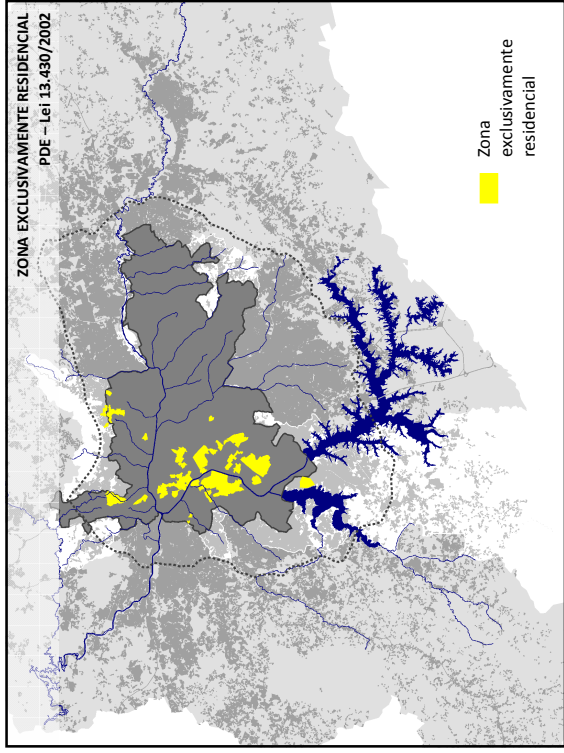 ZONA EXCLUSIVAMENTE RESIDENCIAL
PDE – Lei 13.430/2002
Zona
exclusivamente
residencial